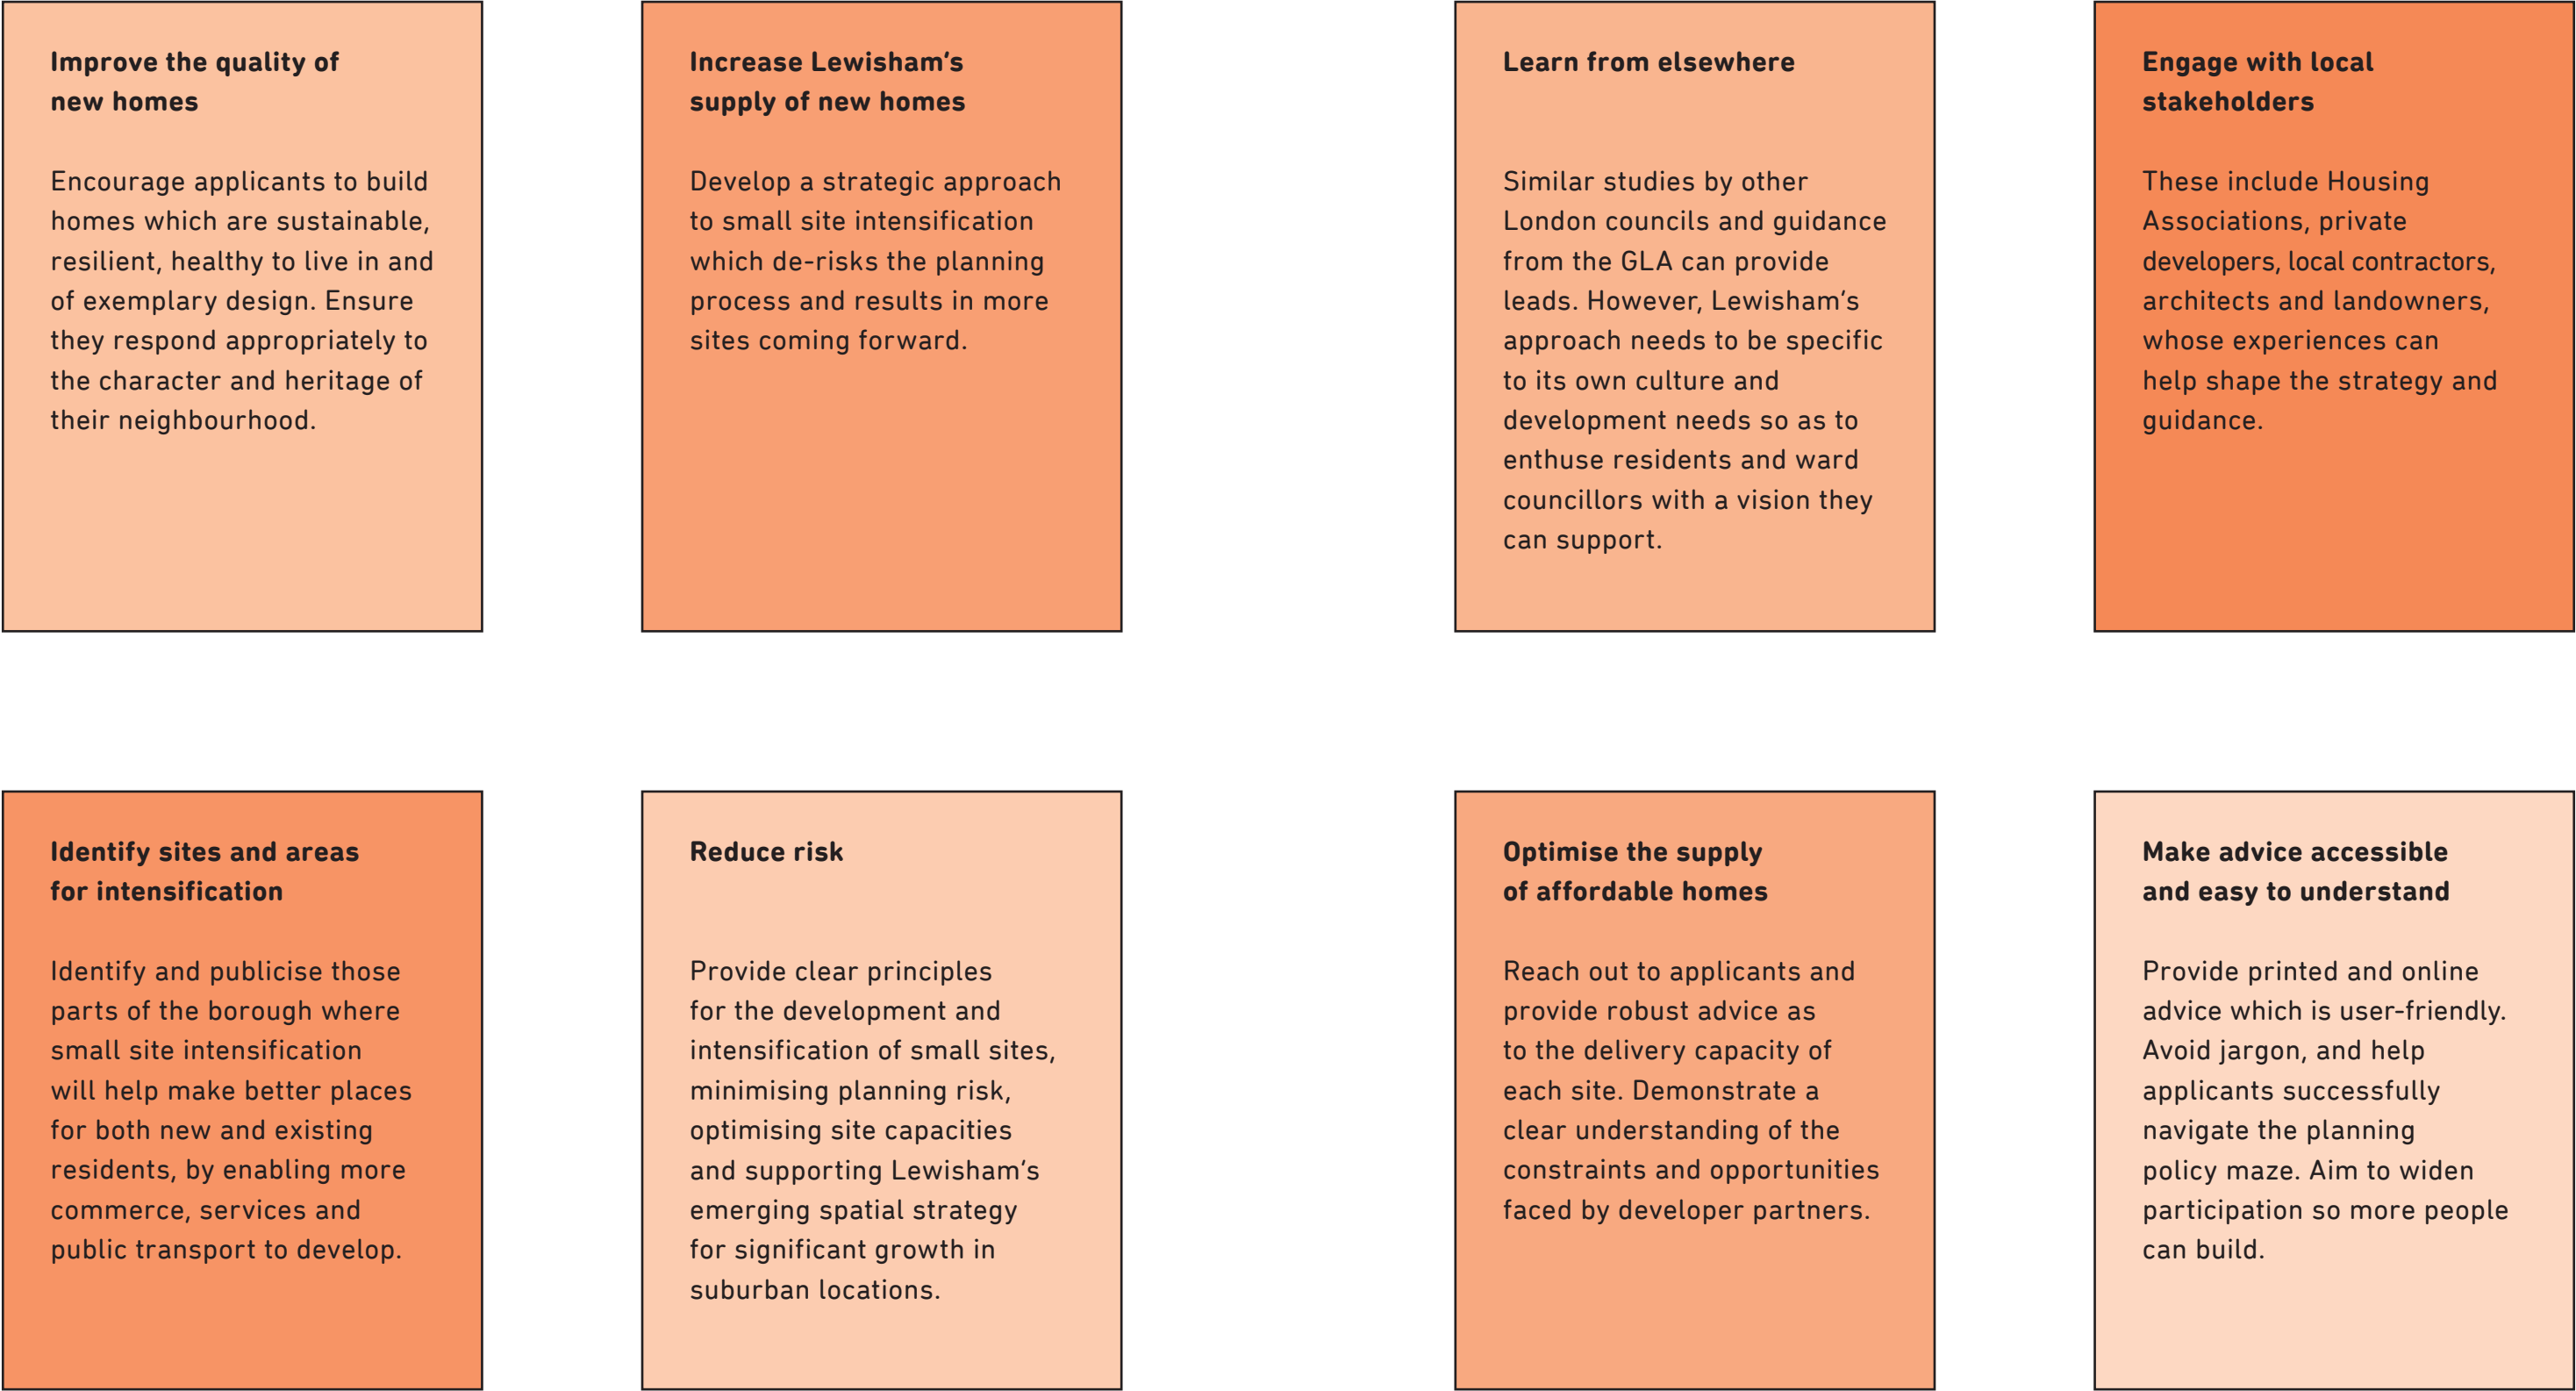 Improve the quality of
new homes
Encourage applicants to build
homes which are sustainable,
resilient, healthy to live in and
of exemplary design. Ensure
they respond appropriately to
the character and heritage of
their neighbourhood.
Increase Lewisham’s
supply of new homes
Develop a strategic approach
to small site intensification
which de-risks the planning
process and results in more
sites coming forward.
Learn from elsewhere
Similar studies by other
London councils and guidance
from the GLA can provide
leads. However, Lewisham’s
approach needs to be specific
to its own culture and
development needs so as to
enthuse residents and ward
councillors with a vision they
can support.
Engage with local
stakeholders
These include Housing
Associations, private
developers, local contractors,
architects and landowners,
whose experiences can
help shape the strategy and
guidance.
Identify sites and areas
for intensification
Identify and publicise those
parts of the borough where
small site intensification
will help make better places
for both new and existing
residents, by enabling more
commerce, services and
public transport to develop.
Reduce risk
Provide clear principles
for the development and
intensification of small sites,
minimising planning risk,
optimising site capacities
and supporting Lewisham’s
emerging spatial strategy
for significant growth in
suburban locations.
Optimise the supply
of affordable homes
Reach out to applicants and
provide robust advice as
to the delivery capacity of
each site. Demonstrate a
clear understanding of the
constraints and opportunities
faced by developer partners.
Make advice accessible
and easy to understand
Provide printed and online
advice which is user-friendly.
Avoid jargon, and help
applicants successfully
navigate the planning
policy maze. Aim to widen
participation so more people
can build.